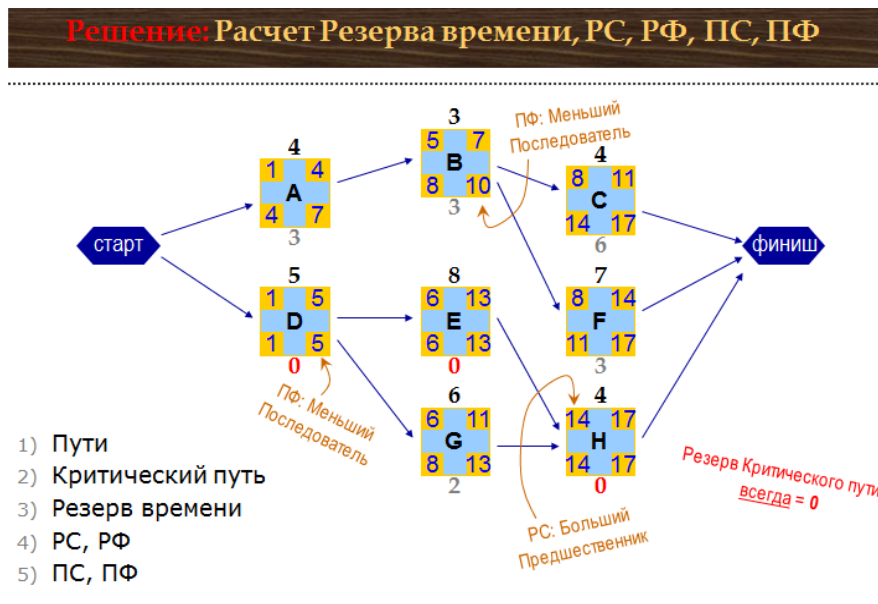 Решение: Расчет Резерва времени, РС, РФ, ПС, ПФ
ПФ: Меньший
Последователь
4
1 4
A
4 7
3
3
5 7
B
8 10
3
4
8 11
C
14 17
6
старт
финиш
5
1 5
D
1 5
0
8
6 13
E
6 13
0
7
8 14
F
11 17
3
ПФ: Меньший
Последователь
6
6 11
G
8 13
2
4
14 17
H
14 17
0
РС: Больший
Предшественник
Резерв Критического пути
всегда = 0
1) Пути
2) Критический путь
3) Резерв времени
4) РС, РФ
5) ПС, ПФ